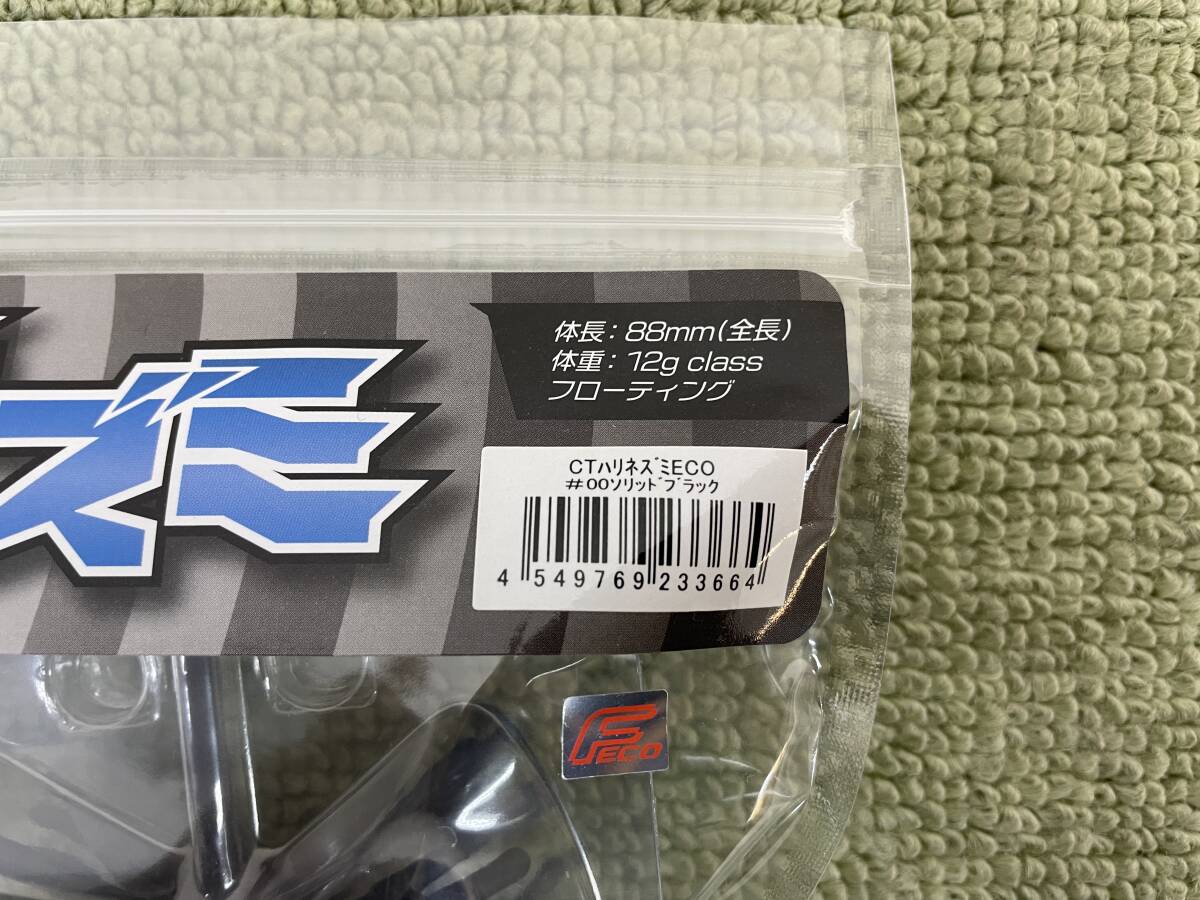 体長：88mm(全長)
体重：12g class
フローティング
ズミ
CTハリネズミECO
#00ソリッドブラック
4 549769 233664
FECO